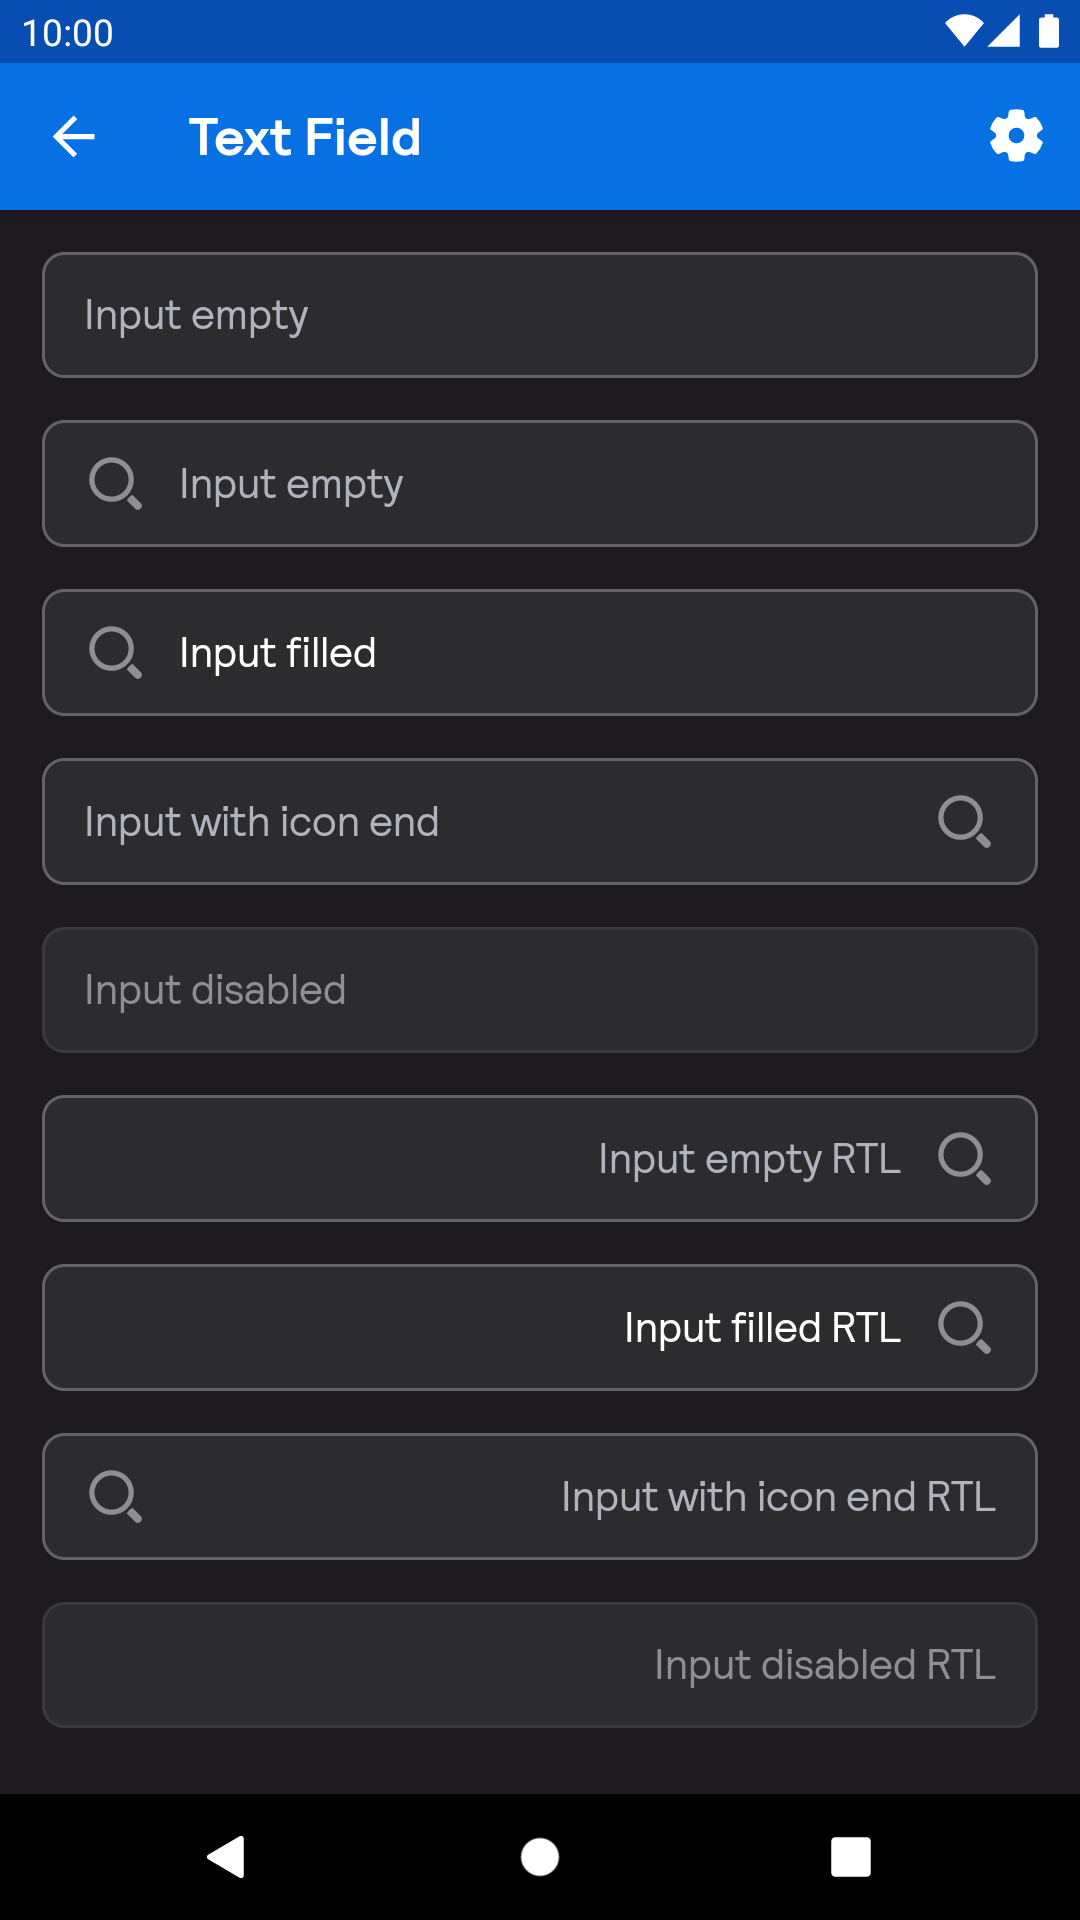 10:00
Text Field
Input empty
Input empty
Input filled
Input with icon end
Input disabled
Input empty RTL
Input filled RTL
Input with icon end RTL
Input disabled RTL